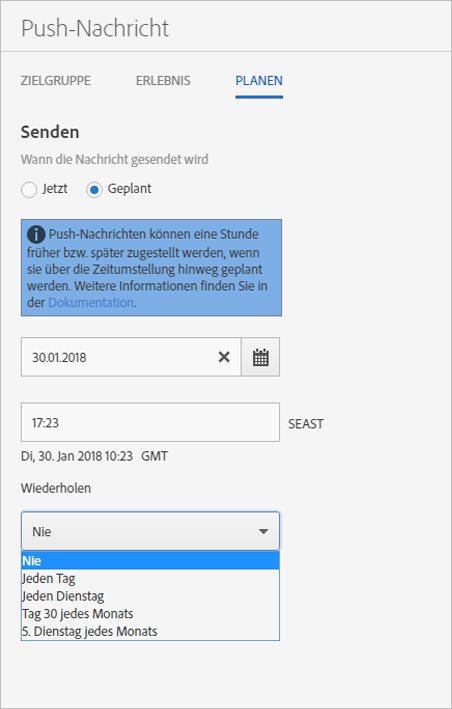 Push-Nachricht
ZIELGRUPPE ERLEBNIS PLANEN
Senden
Wann die Nachricht gesendet wird
Jetzt Geplant
Push-Nachrichten können eine Stunde
früher bzw. später zugestellt werden, wenn
sie über die Zeitumstellung hinweg geplant
werden. Weitere Informationen finden Sie in
der Dokumentation.
30.01.2018
17:23 SEAST
Di, 30. Jan 2018 10:23 GMT
Wiederholen
Nie
Nie
Jeden Tag
Jeden Dienstag
Tag 30 jedes Monats
5. Dienstag jedes Monats